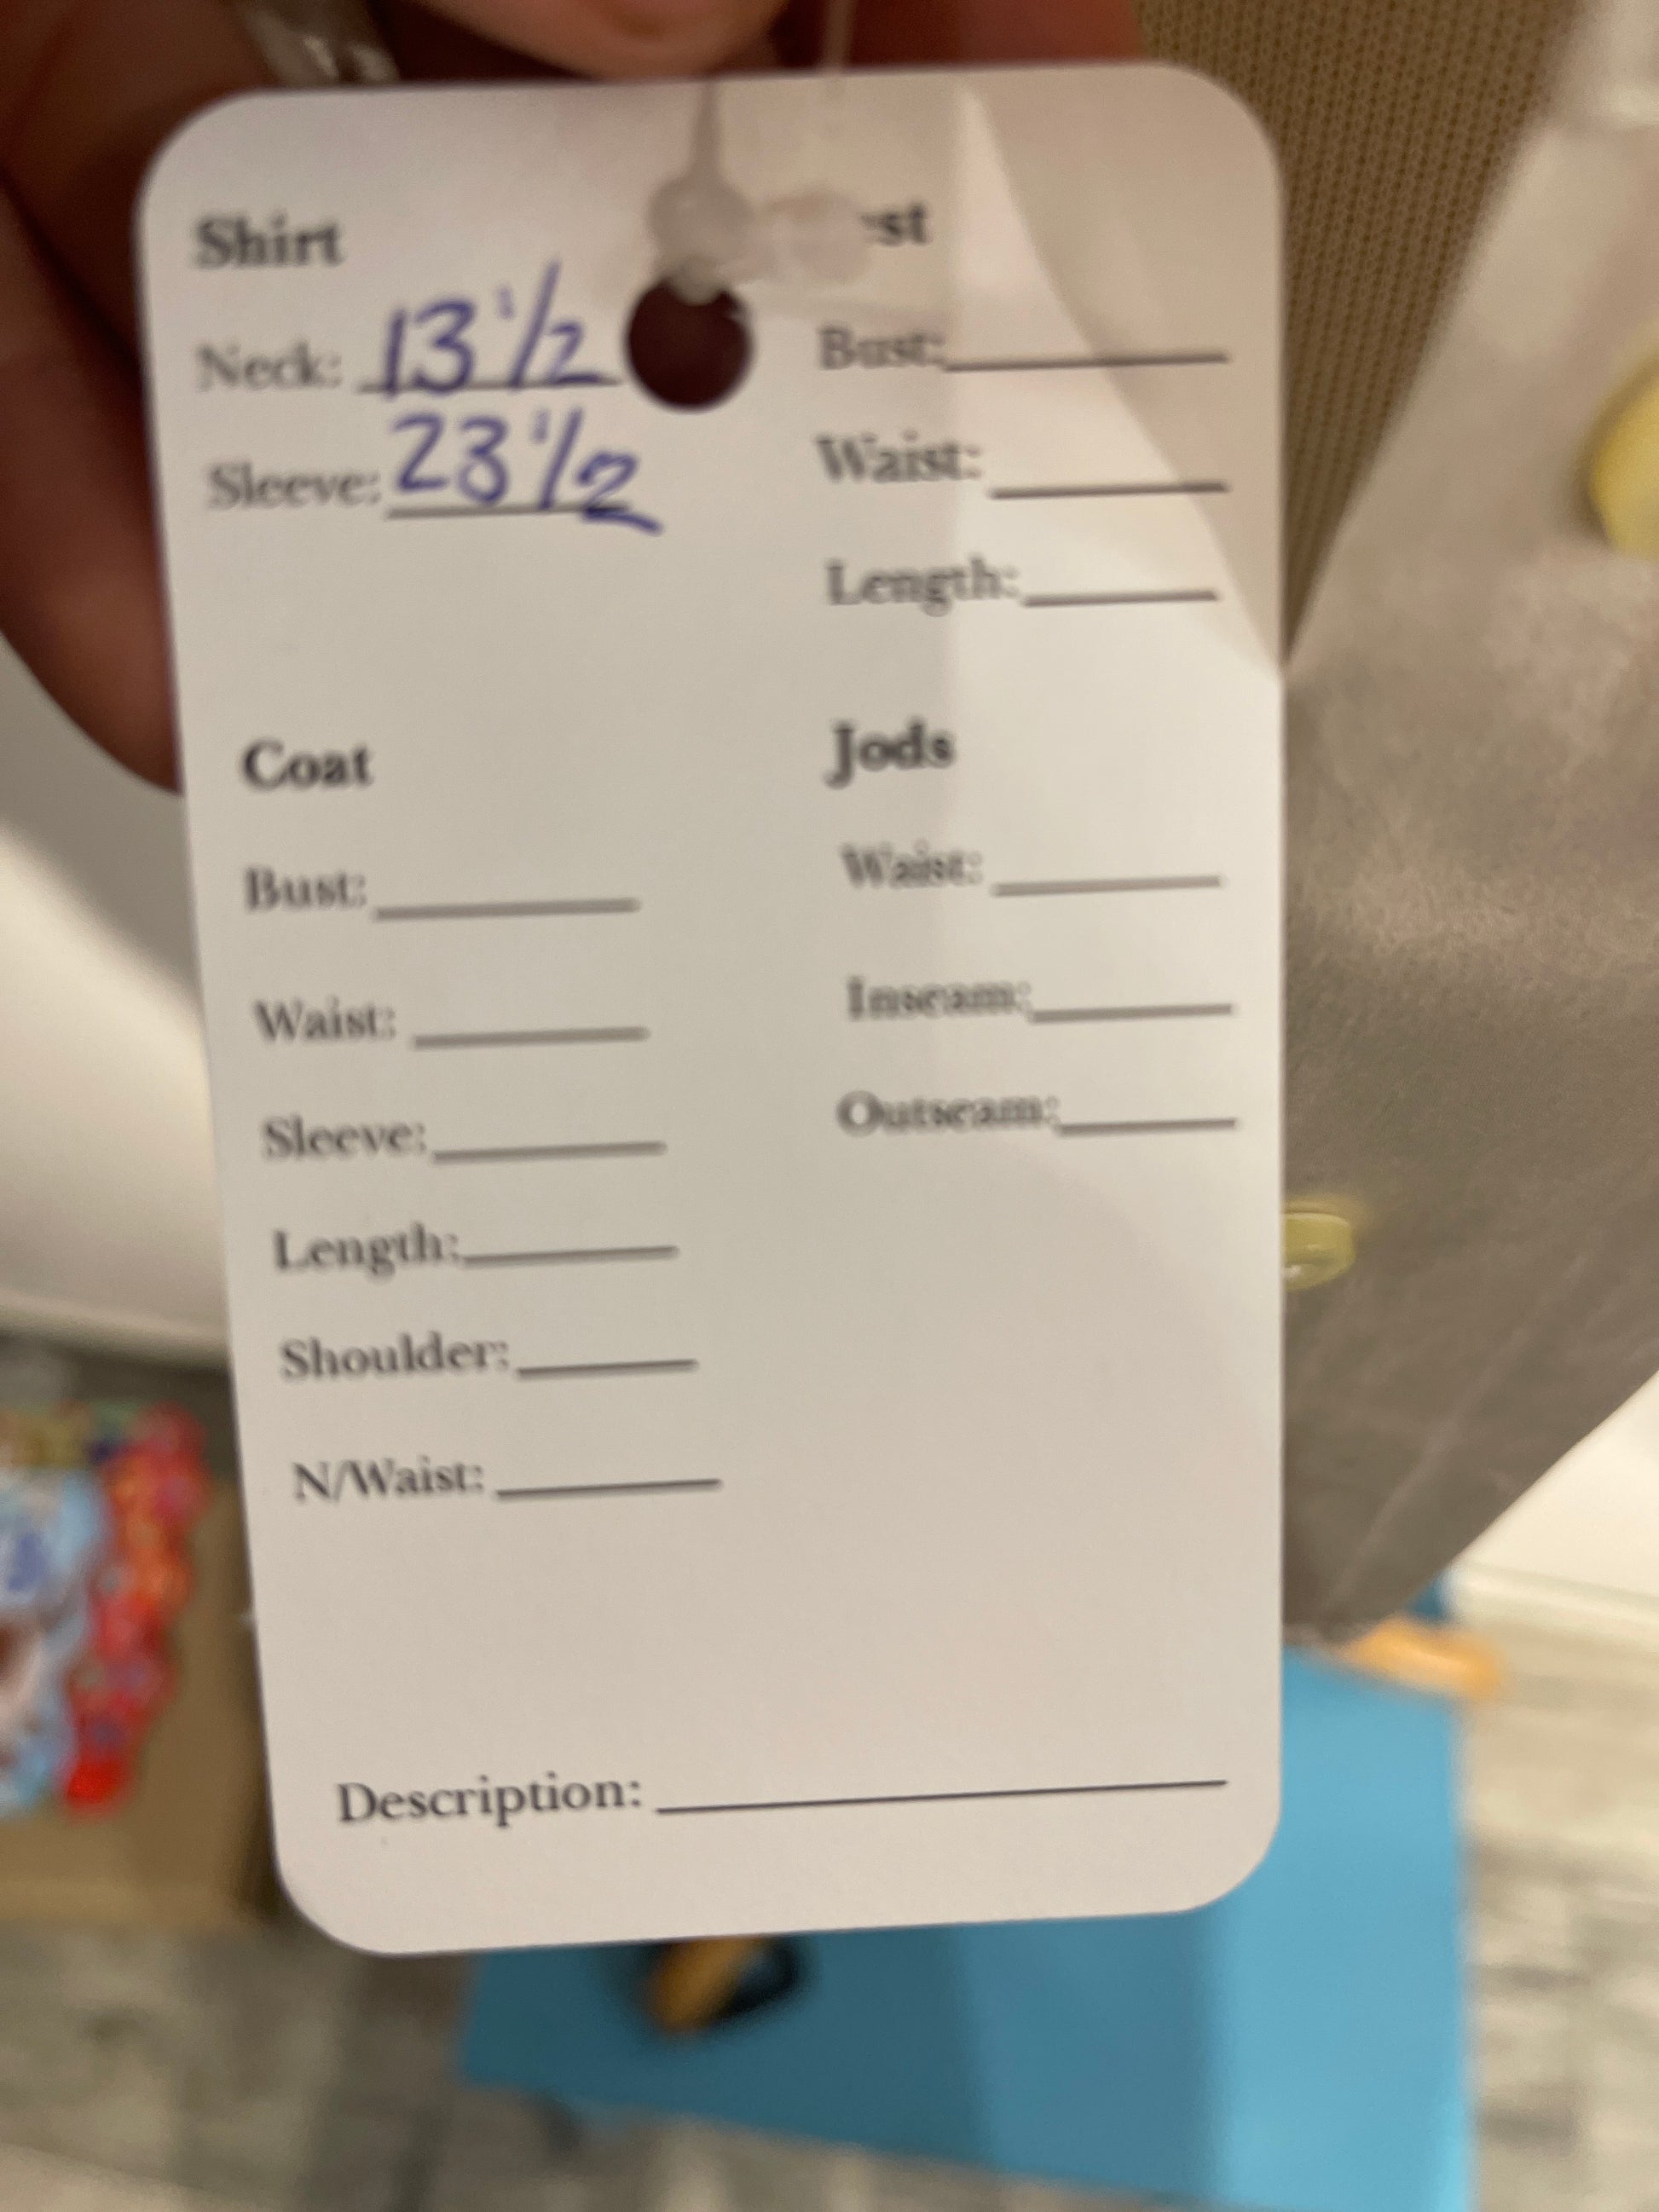 Shirt
Neck: 13 1/2
Sleeve: 23 1/2
st
Bust:
Waist:
Length:
Coat
Bust:
Waist:
Sleeve:
Length:
Shoulder:
N/Waist:
Jods
Waist:
Inseam:
Outseam:
Description: